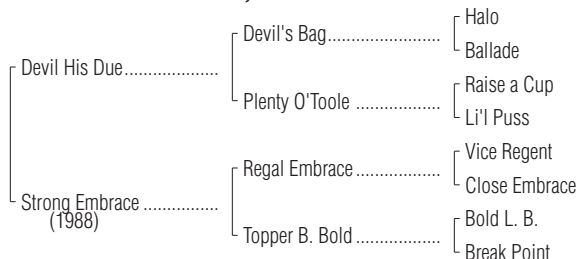 Halo
Devil's Bag
Ballade
Devil His Due
Raise a Cup
Plenty O'Toole
Li'l Puss
Vice Regent
Regal Embrace
Close Embrace
Strong Embrace
(1988)
Bold L. B.
Topper B. Bold
Break Point